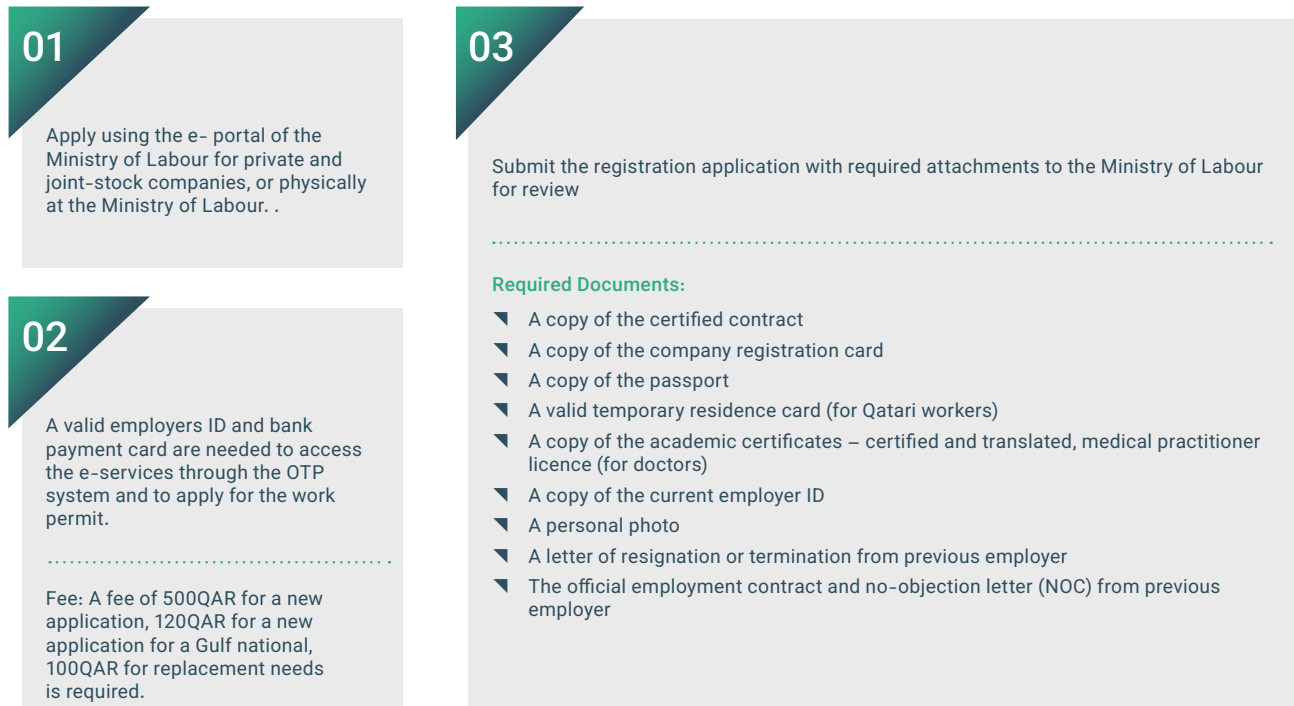 01
Apply using the e- portal of the
Ministry of Labour for private and
joint-stock companies, or physically
at the Ministry of Labour. .
02
A valid employers ID and bank
payment card are needed to access
the e-services through the OTP
system and to apply for the work
permit.
Fee: A fee of 500QAR for a new
application, 120QAR for a new
application for a Gulf national,
100QAR for replacement needs
is required.
03
Submit the registration application with required attachments to the Ministry of Labour
for review
Required Documents:
A copy of the certified contract
A copy of the company registration card
A copy of the passport
A valid temporary residence card (for Qatari workers)
A copy of the academic certificates – certified and translated, medical practitioner
licence (for doctors)
A copy of the current employer ID
A personal photo
A letter of resignation or termination from previous employer
The official employment contract and no-objection letter (NOC) from previous
employer